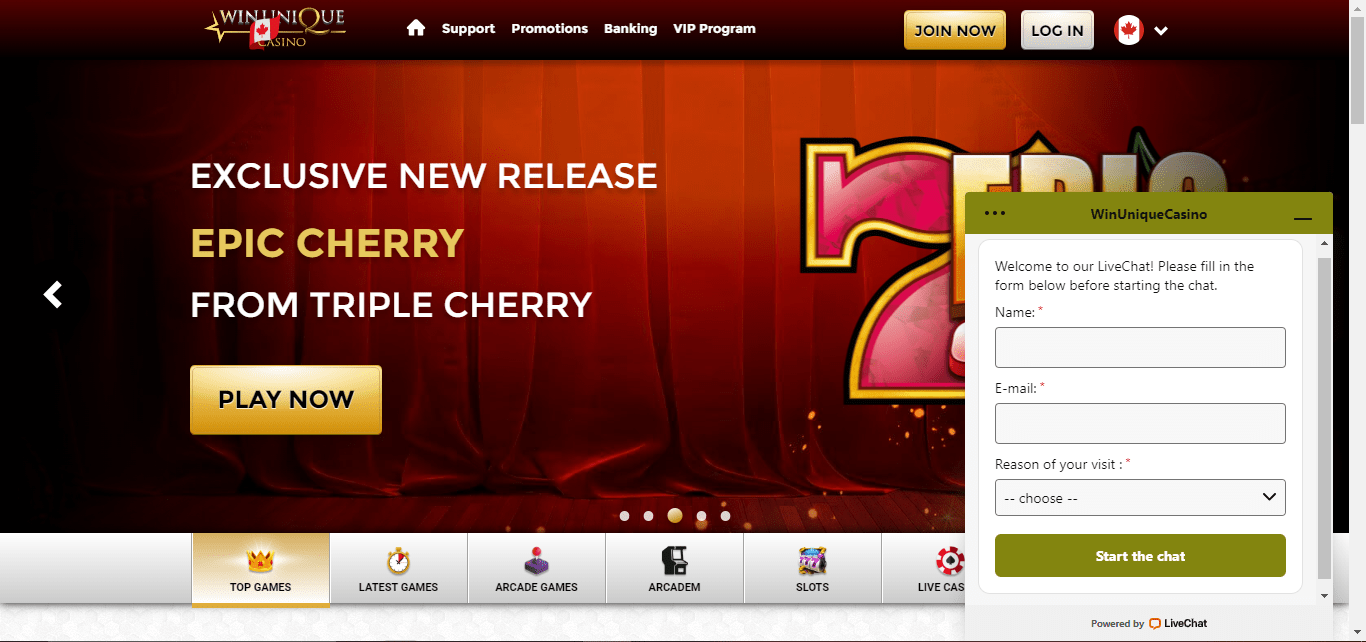 WINUNIQUE
CASINO
Support
Promotions
Banking
VIP Program
JOIN NOW
LOG IN
EXCLUSIVE NEW RELEASE
EPIC CHERRY
FROM TRIPLE CHERRY
PLAY NOW
EPIC
TOP GAMES
LATEST GAMES
ARCADE GAMES
ARCADEM
SLOTS
LIVE CAS
WinUniqueCasino
Welcome to our LiveChat! Please fill in the
form below before starting the chat.
Name: *
E-mail: *
Reason of your visit : *
-- choose --
Start the chat
Powered by LiveChat